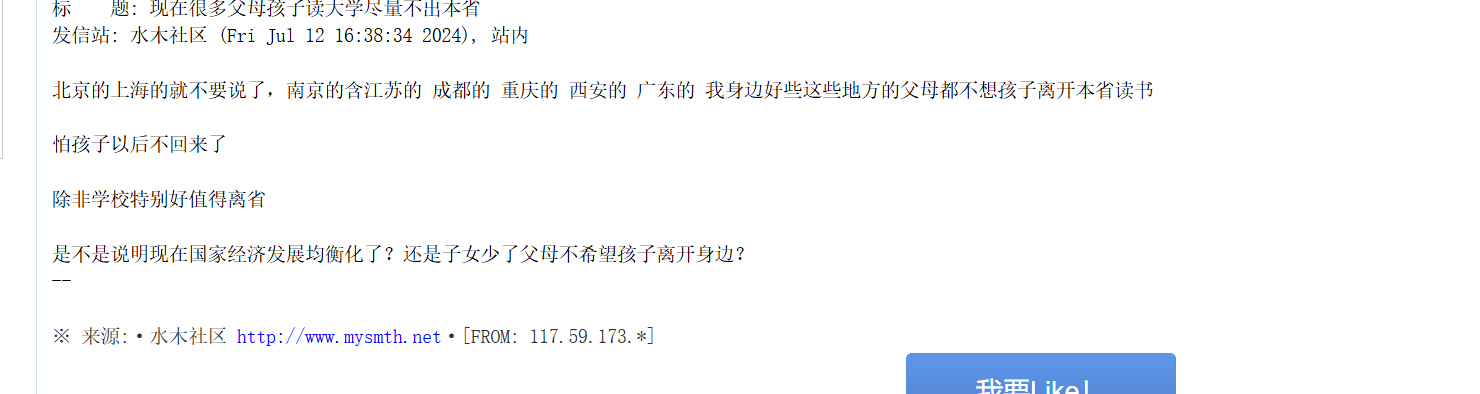 标　　题: 现在很多父母孩子读大学尽量不出本省
发信站: 水木社区 (Fri Jul 12 16:38:34 2024), 站内
北京的上海的就不要说了，南京的含江苏的 成都的 重庆的 西安的 广东的 我身边好些这些地方的父母都不想孩子离开本省读书
怕孩子以后不回来了
除非学校特别好值得离省
是不是说明现在国家经济发展均衡化了？还是子女少了父母不希望孩子离开身边？
--
※ 来源:·水木社区 http://www.mysmth.net·[FROM: 117.59.173.*]
我要Like!